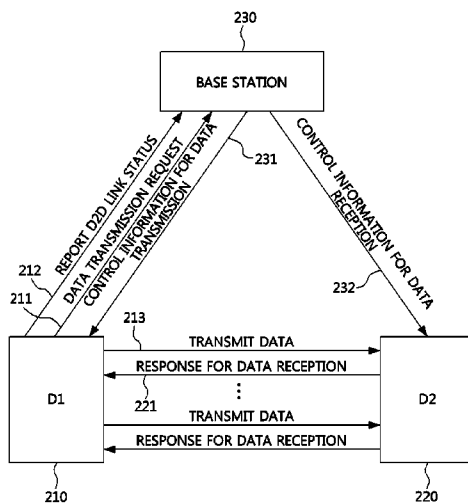 230
BASE STATION
REPORT D2D LINK STATUS
DATA TRANSMISSION REQUEST
CONTROL INFORMATION FOR DATA
TRANSMISSION
231
CONTROL INFORMATION FOR DATA
RECEPTION
232
212
211
213
TRANSMIT DATA
RESPONSE FOR DATA RECEPTION
221
D1
D2
TRANSMIT DATA
RESPONSE FOR DATA RECEPTION
210
220